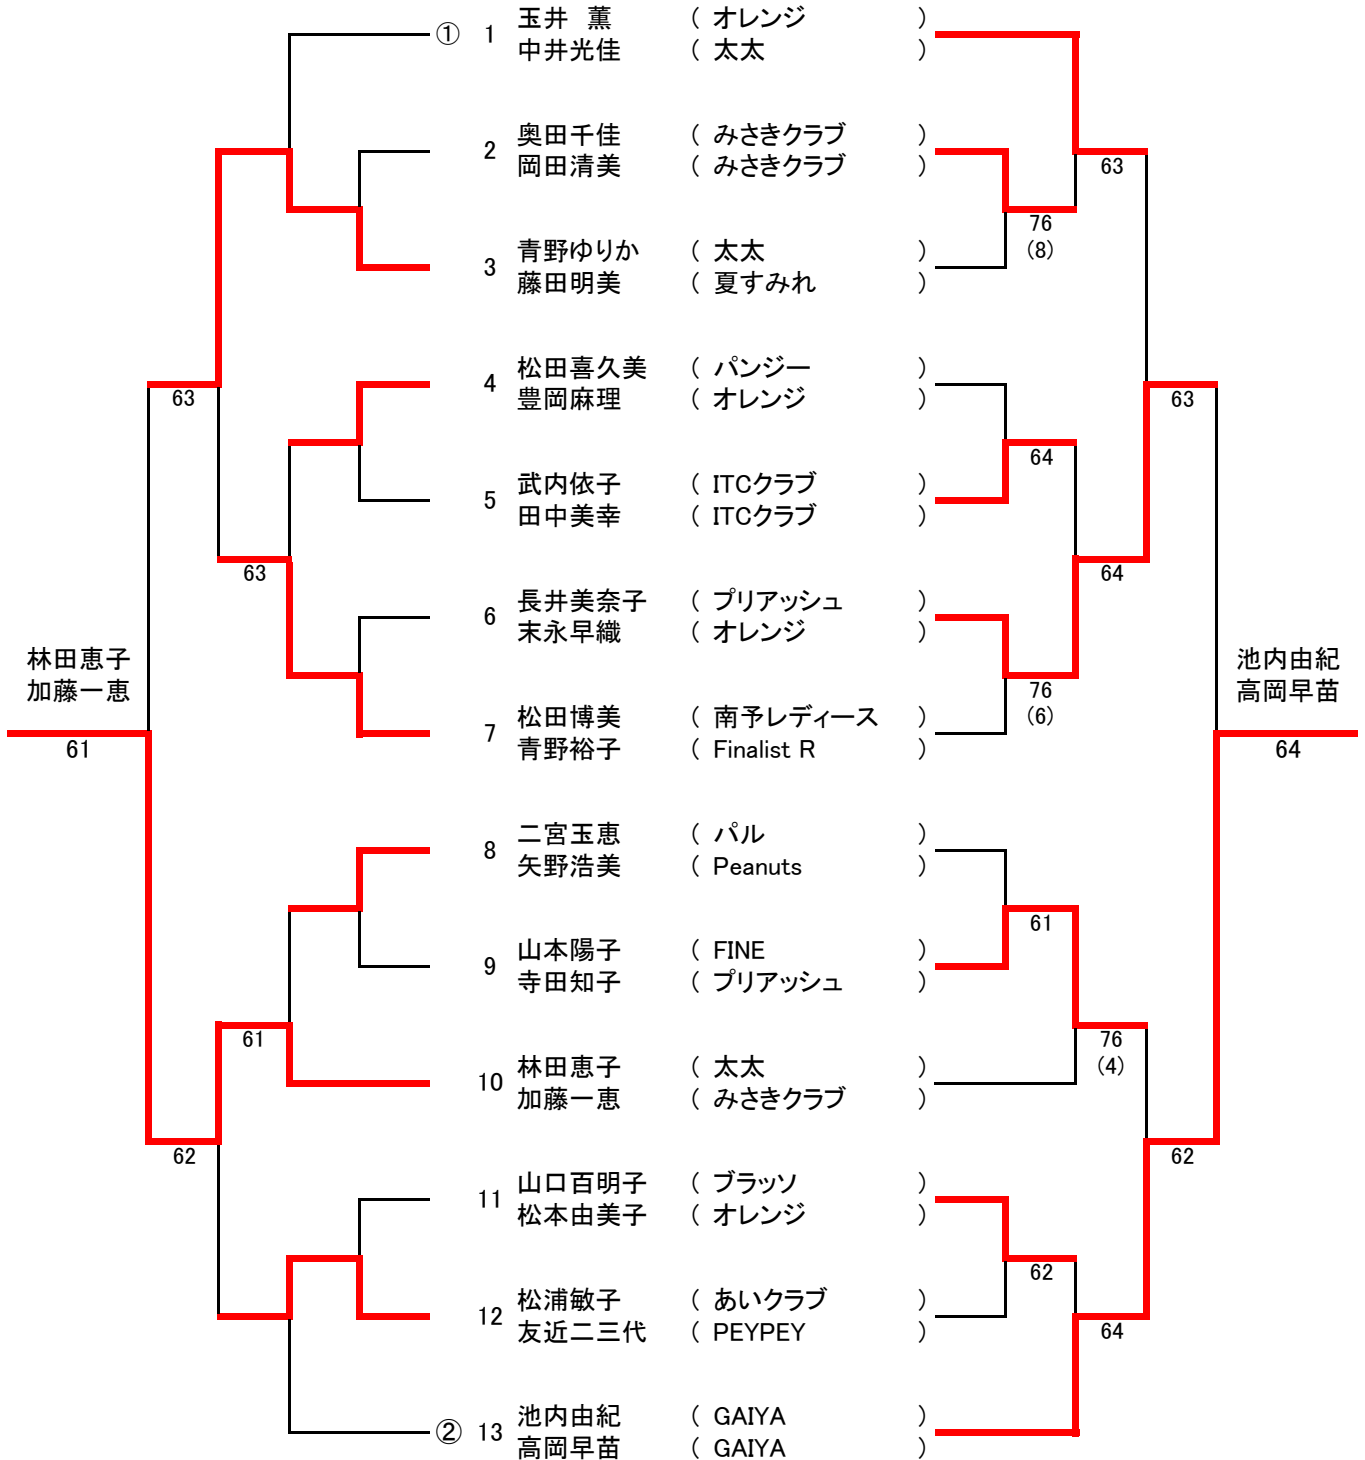 ① 1 玉井 薫 ( オレンジ )
中井光佳 ( 太太 )
2 奥田千佳 ( みさきクラブ )
岡田清美 ( みさきクラブ )
63
76
(8)
3 青野ゆりか ( 太太 )
藤田明美 ( 夏すみれ )
4 松田喜久美 ( パンジー )
豊岡麻理 ( オレンジ )
63
63
64
5 武内依子 ( ITCクラブ )
田中美幸 ( ITCクラブ )
63
64
6 長井美奈子 ( プリアッシュ )
末永早織 ( オレンジ )
林田恵子
加藤一恵
池内由紀
高岡早苗
76
(6)
7 松田博美 ( 南予レディース )
青野裕子 ( Finalist R )
61
64
8 二宮玉恵 ( パル )
矢野浩美 ( Peanuts )
61
9 山本陽子 ( FINE )
寺田知子 ( プリアッシュ )
61
76
(4)
10 林田恵子 ( 太太 )
加藤一恵 ( みさきクラブ )
62
62
11 山口百明子 ( ブラッソ )
松本由美子 ( オレンジ )
62
12 松浦敏子 ( あいクラブ )
友近二三代 ( PEYPEY )
64
② 13 池内由紀 ( GAIYA )
高岡早苗 ( GAIYA )